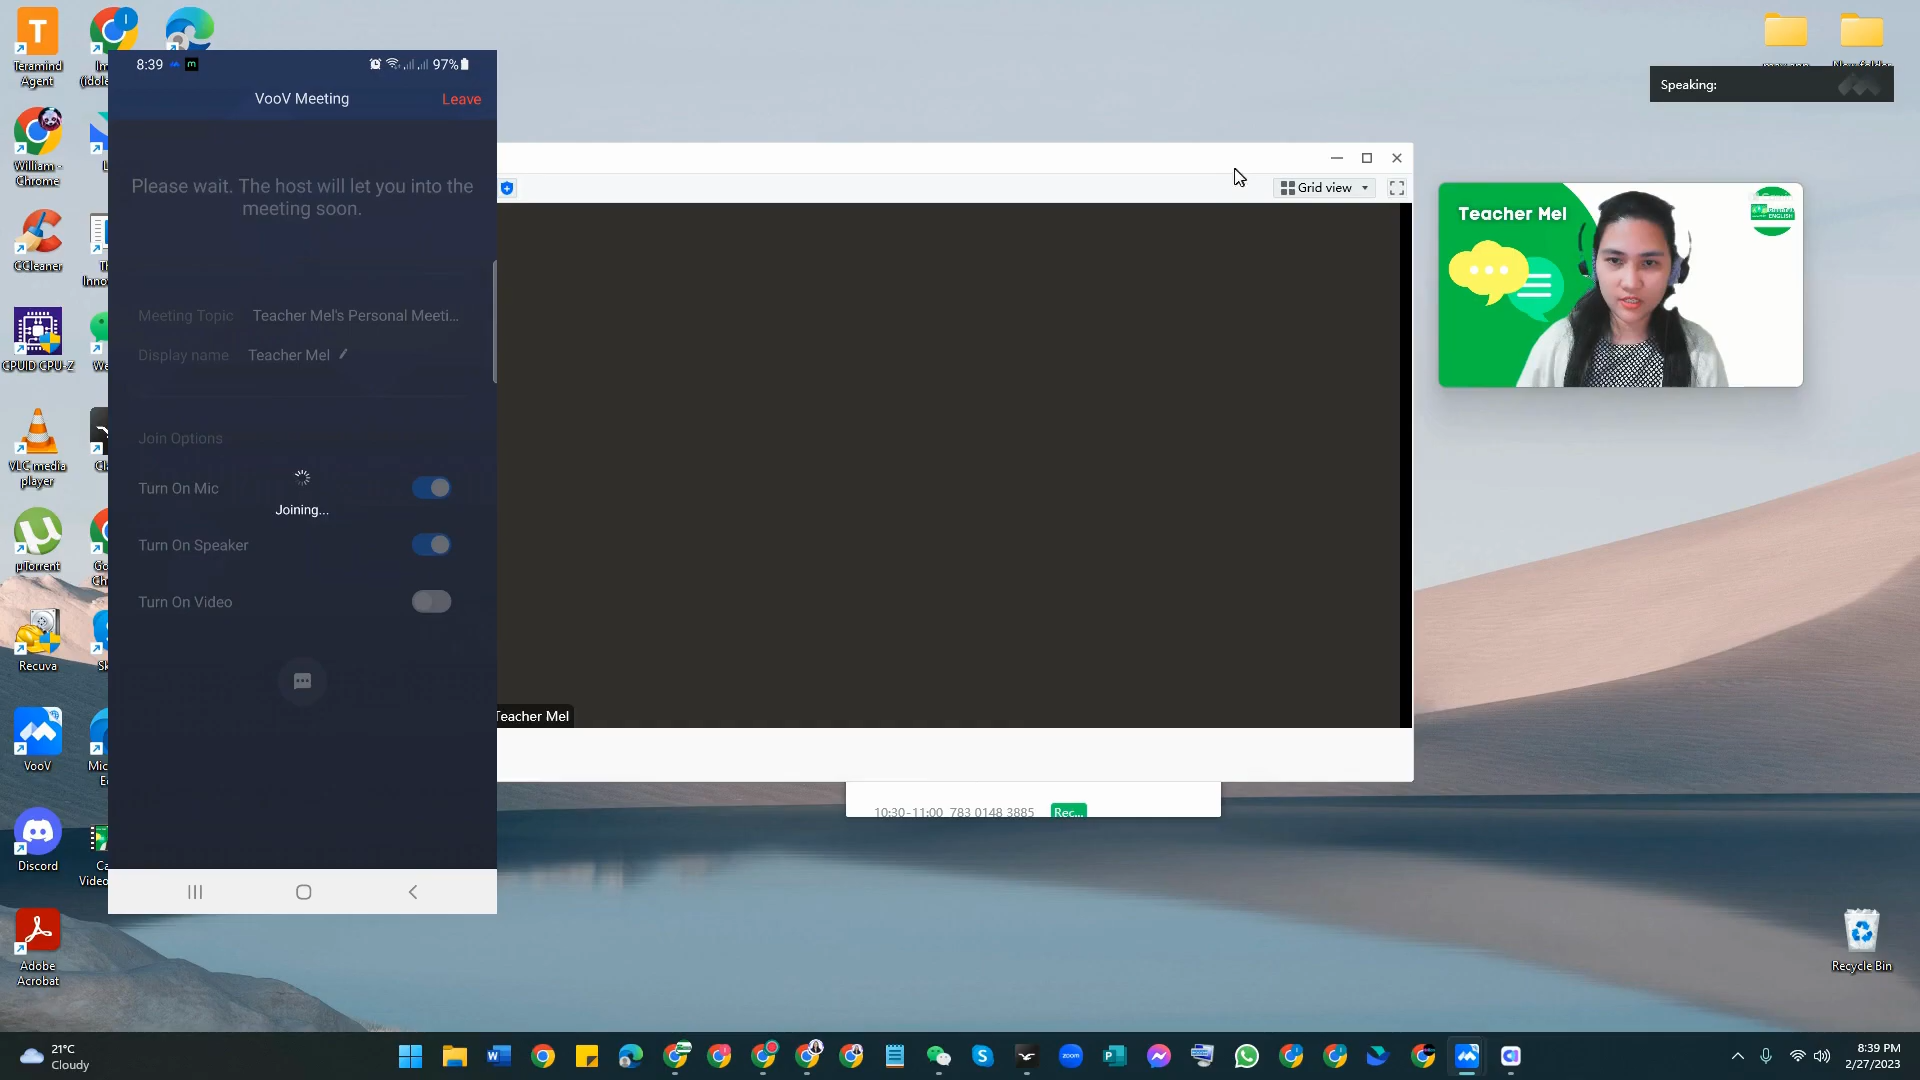 Teramind
Agent
William -
Chrome
CCleaner
CPUID CPU-Z
VLC media
player
µTorrent
Recuva
VooV
Discord
Adobe
Acrobat
8:39
97%
VooV Meeting
Leave
Please wait. The host will let you into the
meeting soon.
Meeting Topic Teacher Mel's Personal Meeti...
Display name Teacher Mel
Join Options
Turn On Mic
Joining...
Turn On Speaker
Turn On Video
Grid view
Teacher Mel
10:30-11:00 783 0148 3885 Rec...
Speaking:
Teacher Mel
ENGLISH
Recycle Bin
21°C
Cloudy
zoom
8:39 PM
2/27/2023